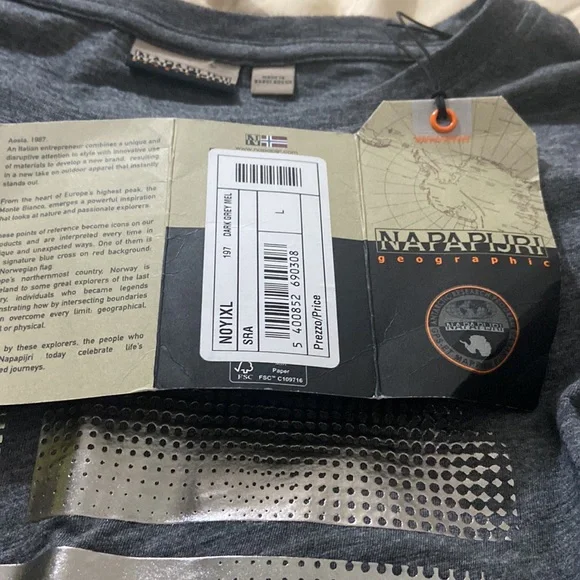 NAPAPIJRI
Aosta, 1987.
An Italian entrepreneur combines a unique and
disruptive attitude to style with innovative use
of materials to develop a new brand, resulting
in a new take on outdoor apparel that instantly
stands out.
From the heart of Europe's highest peak, the
Monte Bianco, emerges a powerful inspiration
that looks at nature and passionate explorers.
These points of reference become icons on our
products and are interpreted every time in
unique and unexpected ways. One of them is
signature blue cross on red background,
Norwegian flag.
northernmost country, Norway is
to some great explorers of the last
individuals who became legends
by intersecting boundaries
overcome every limit: geographical,
or physical.
by these explorers, the people who
Napapijri today celebrate life's
journeys.
197 DARK GREY MEL
L
N0YIXL
SRA
5 400852 690308
Prezzo/Price
FSC
Paper
FSC™ C109716
NAPAPIJRI
geographic
NAPAPIJRI